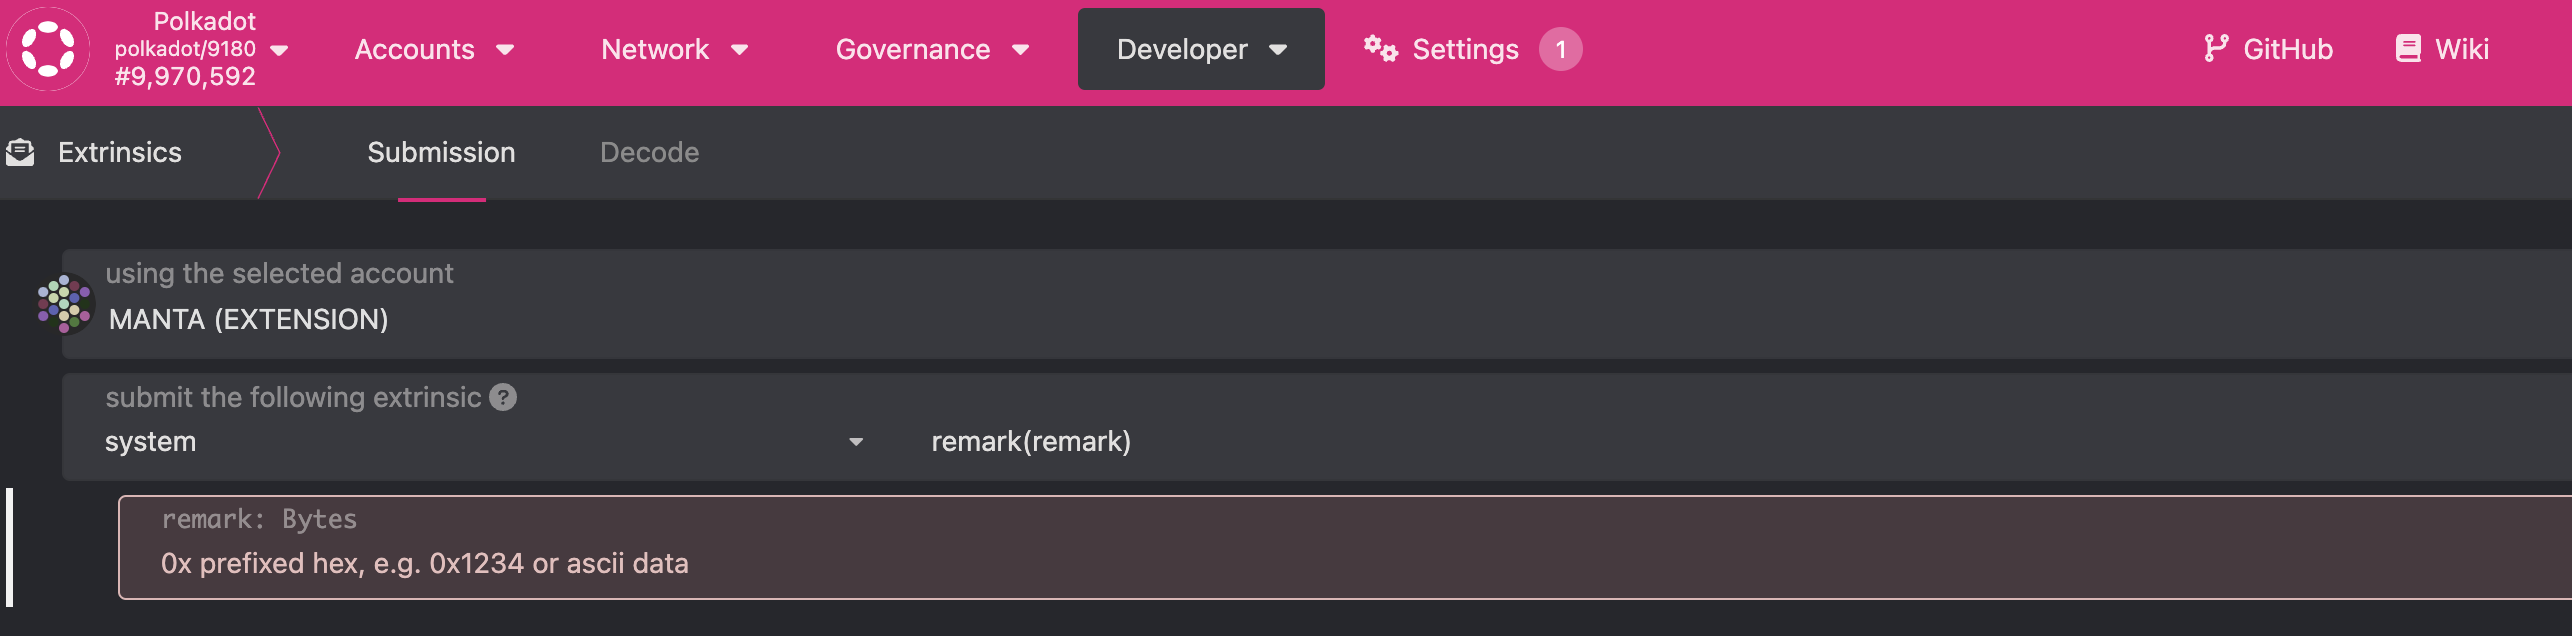 Polkadot
polkadot/9180
#9,970,592
Accounts
Network
Governance
Developer
Settings
1
GitHub
Wiki
Extrinsics
Submission
Decode
using the selected account
MANTA (EXTENSION)
submit the following extrinsic ?
system
remark(remark)
remark: Bytes
0x prefixed hex, e.g. 0x1234 or ascii data